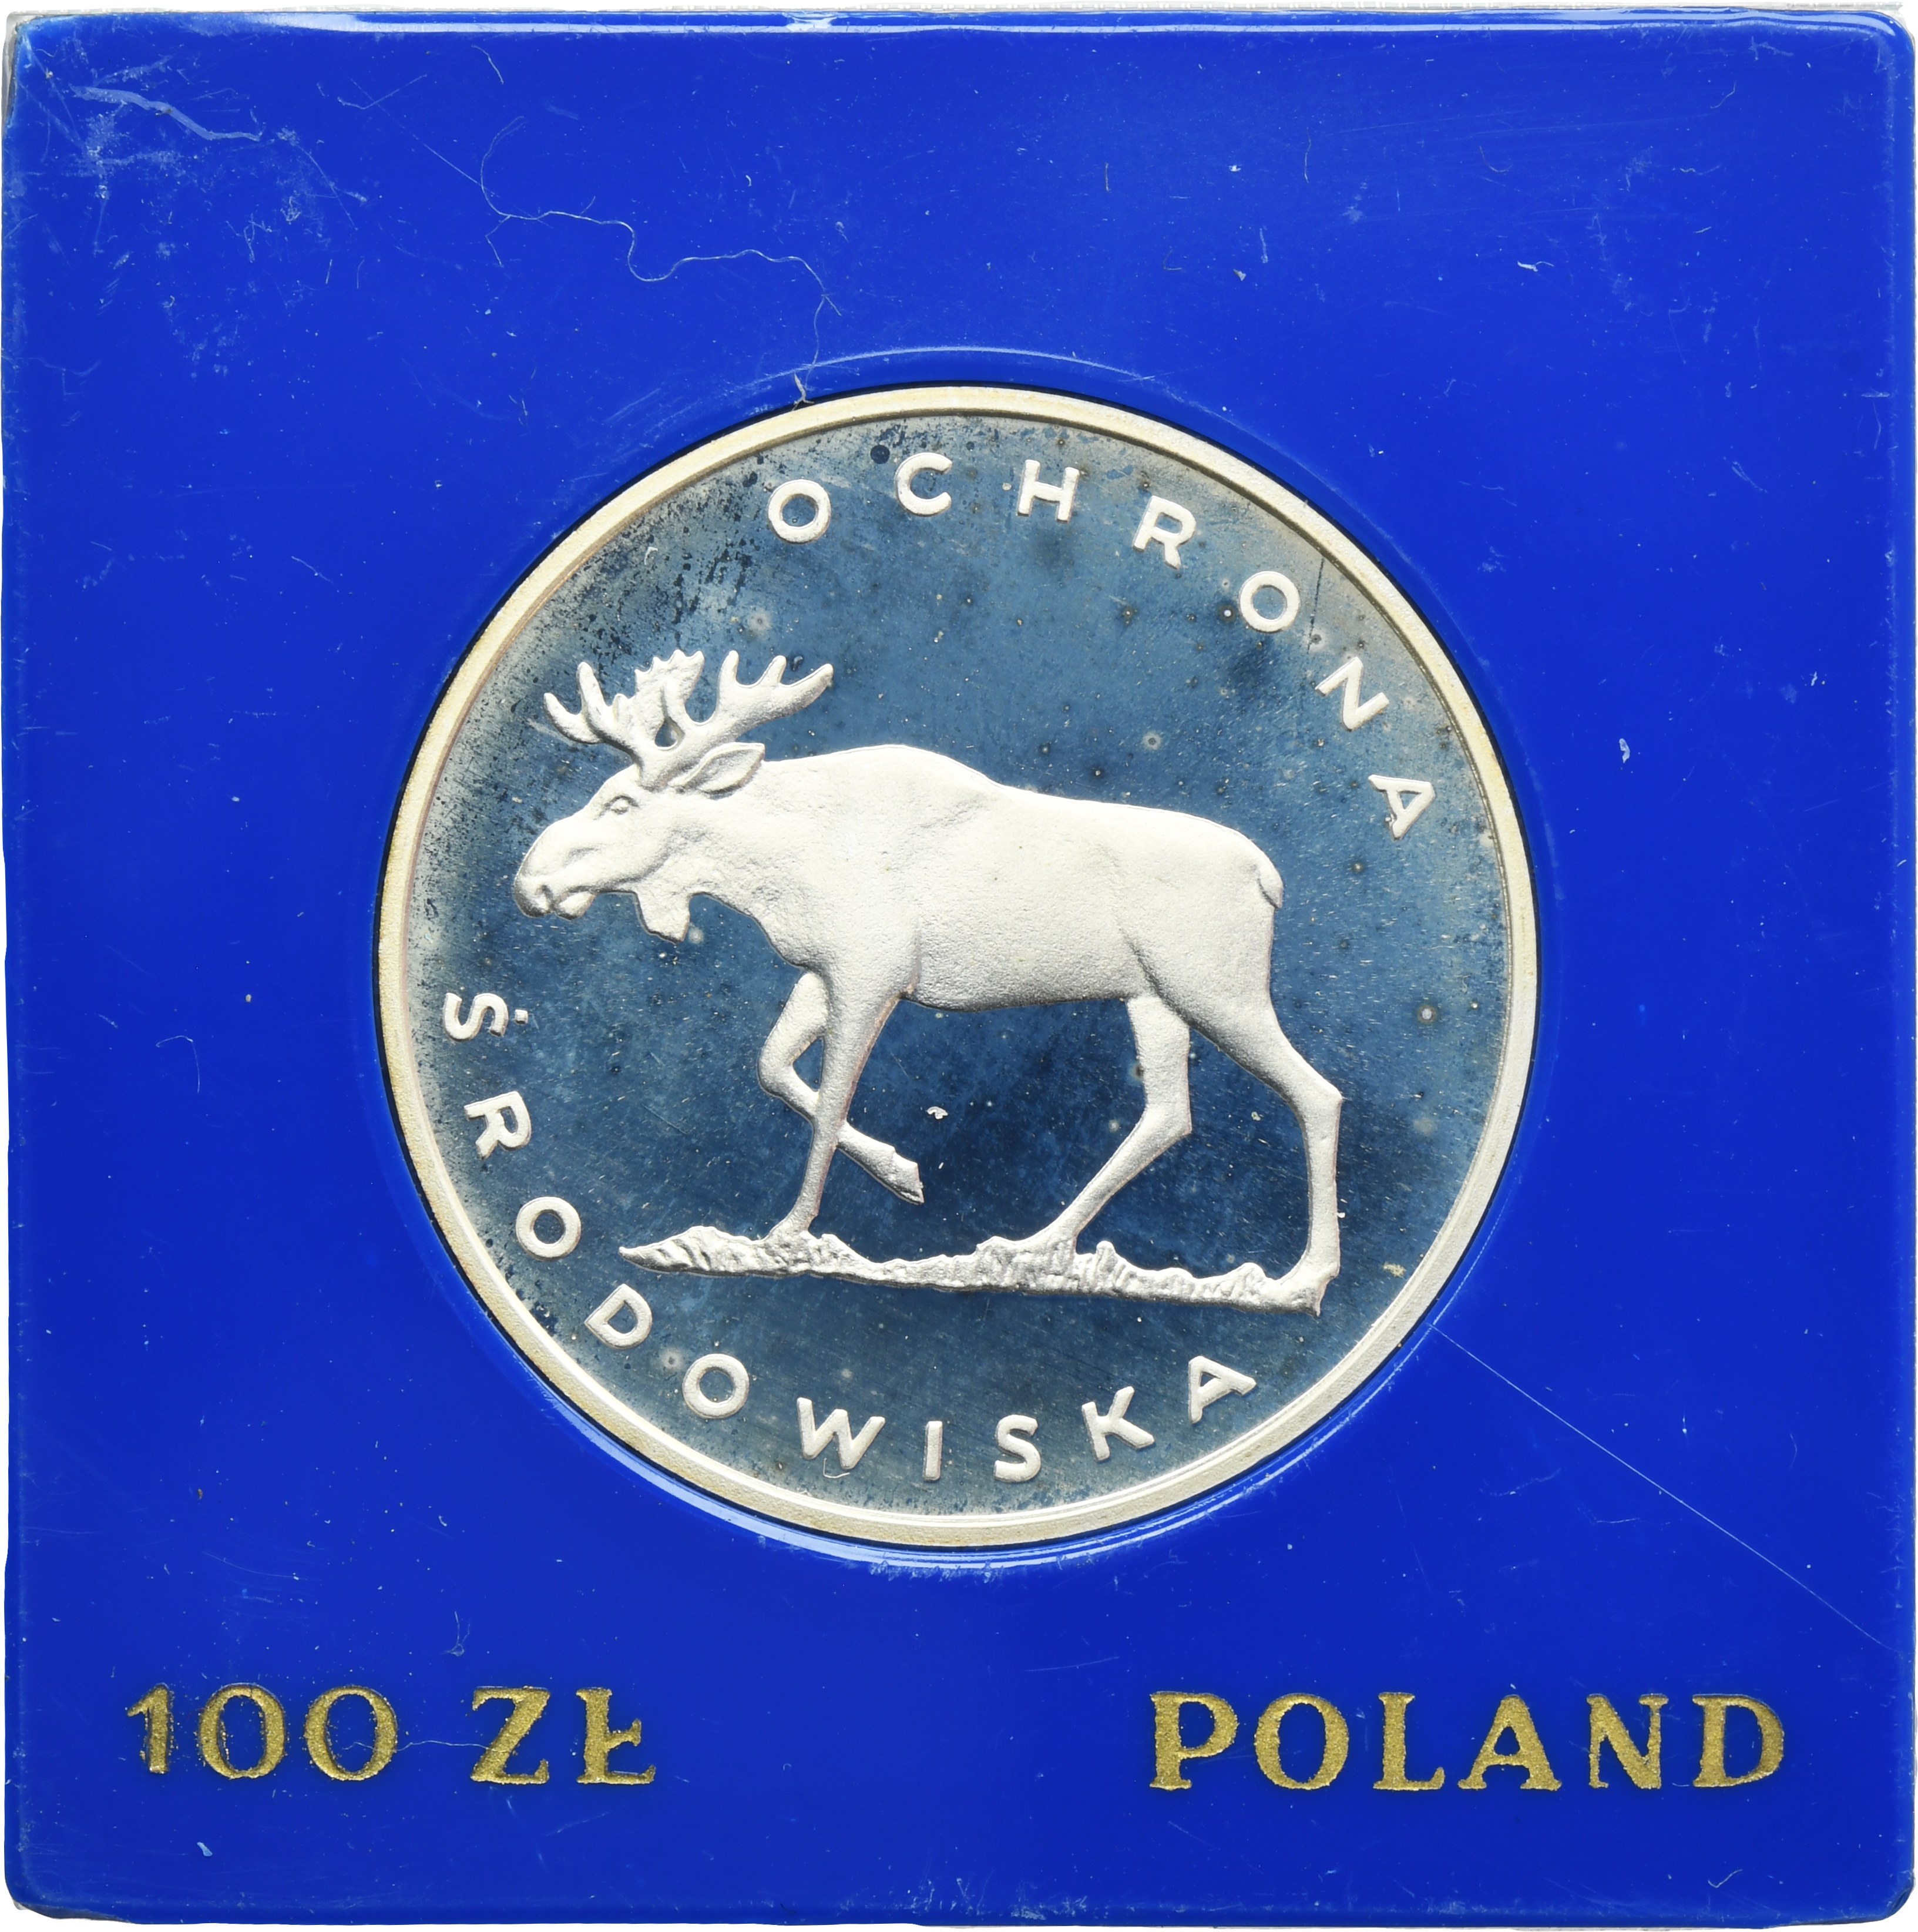 OCHRONA
ŚRODOWISKA
100 ZŁ
POLAND